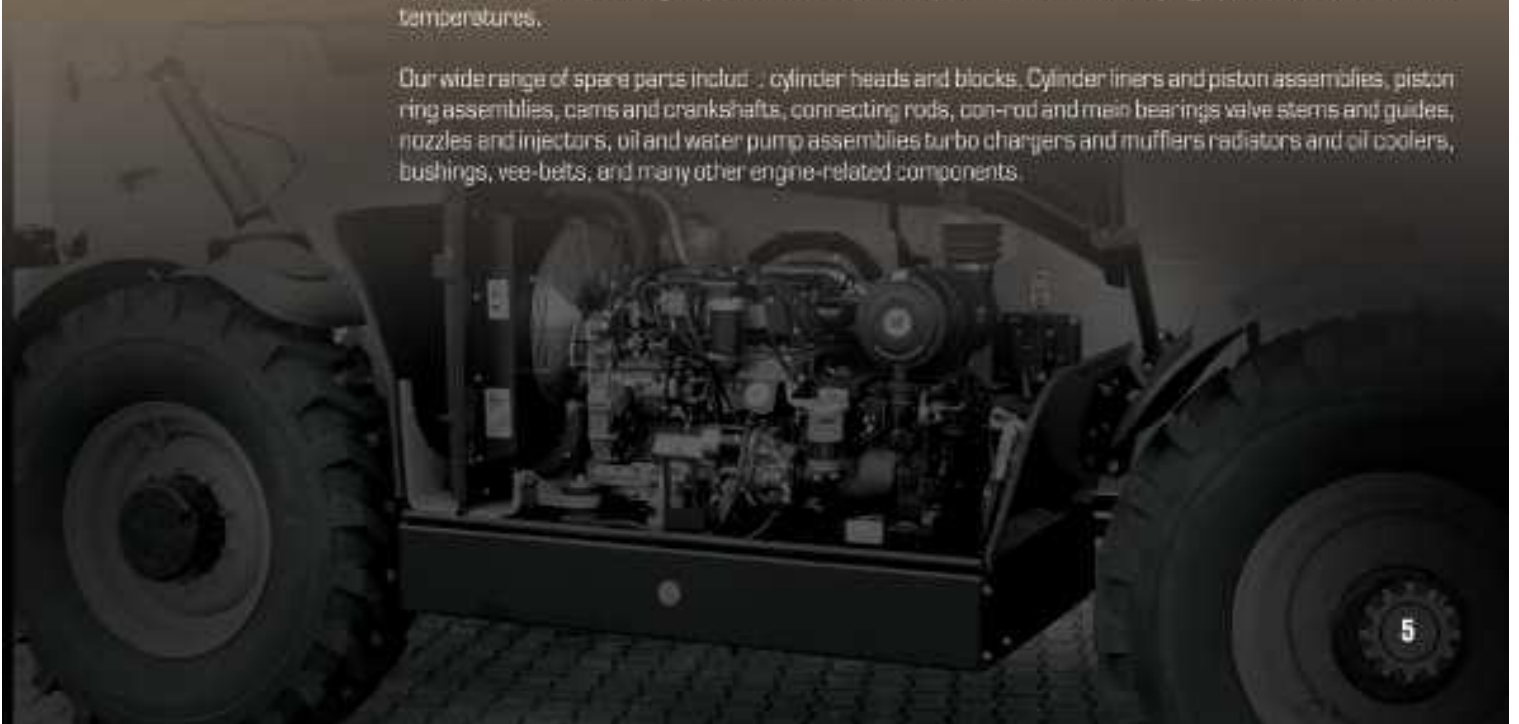 temperatures.
Our wide range of spare parts includ . cylinder heads and blocks. Cylinder liners and piston assemblies, piston
ring assemblies, cams and crankshafts, connecting rods, con-rod and main bearings valve stems and guides,
nozzles and injectors, oil and water pump assemblies turbo chargers and mufflers radiators and oil coolers,
bushings, vee-belts, and many other engine-related components.
5